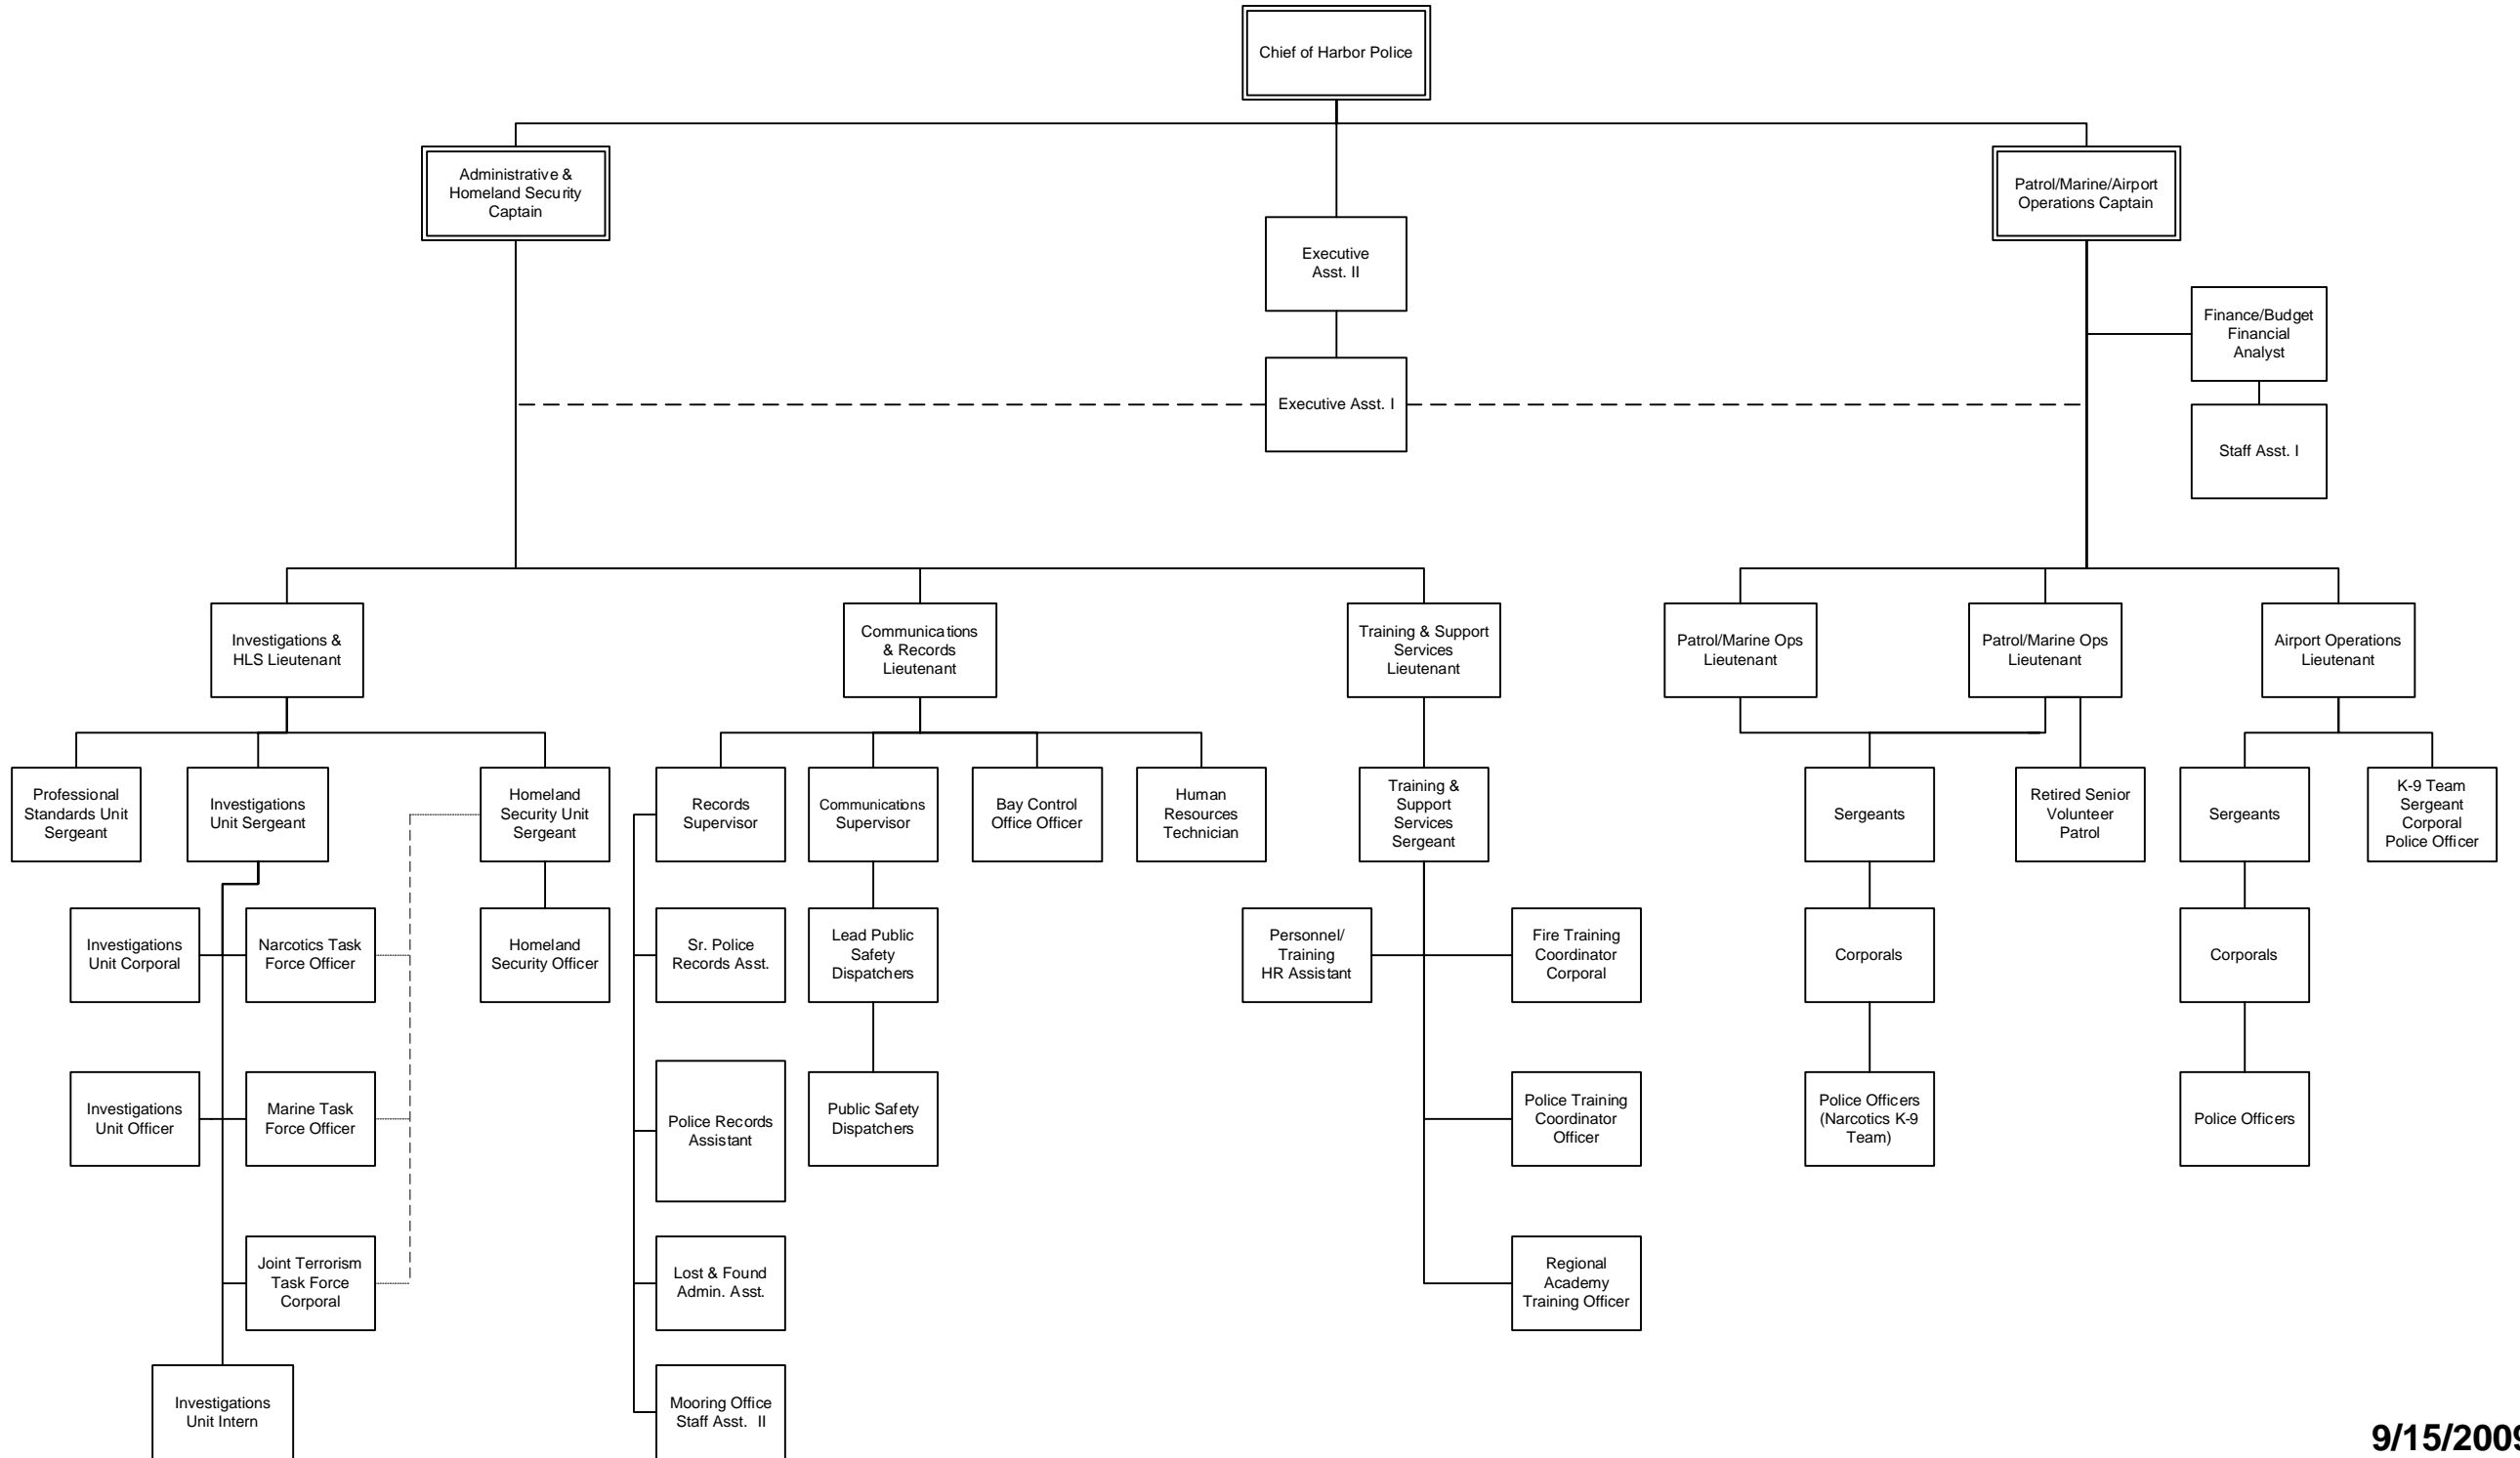 Chief of Harbor Police
Administrative &
Homeland Security
Captain
Patrol/Marine/Airport
Operations Captain
Executive
Asst. II
Finance/Budget
Financial
Analyst
Executive Asst. I
Staff Asst. I
Investigations &
HLS Lieutenant
Communications
& Records
Lieutenant
Training & Support
Services
Lieutenant
Patrol/Marine Ops
Lieutenant
Patrol/Marine Ops
Lieutenant
Airport Operations
Lieutenant
Professional
Standards Unit
Sergeant
Investigations
Unit Sergeant
Homeland
Security Unit
Sergeant
Records
Supervisor
Communications
Supervisor
Bay Control
Office Officer
Human
Resources
Technician
Training &
Support
Services
Sergeant
Sergeants
Retired Senior
Volunteer
Patrol
Sergeants
K-9 Team
Sergeant
Corporal
Police Officer
Investigations
Unit Corporal
Narcotics Task
Force Officer
Homeland
Security Officer
Sr. Police
Records Asst.
Lead Public
Safety
Dispatchers
Personnel/
Training
HR Assistant
Fire Training
Coordinator
Corporal
Corporals
Corporals
Investigations
Unit Officer
Marine Task
Force Officer
Police Records
Assistant
Public Safety
Dispatchers
Police Training
Coordinator
Officer
Police Officers
(Narcotics K-9
Team)
Police Officers
Joint Terrorism
Task Force
Corporal
Lost & Found
Admin. Asst.
Regional
Academy
Training Officer
Investigations
Unit Intern
Mooring Office
Staff Asst. II
9/15/2009